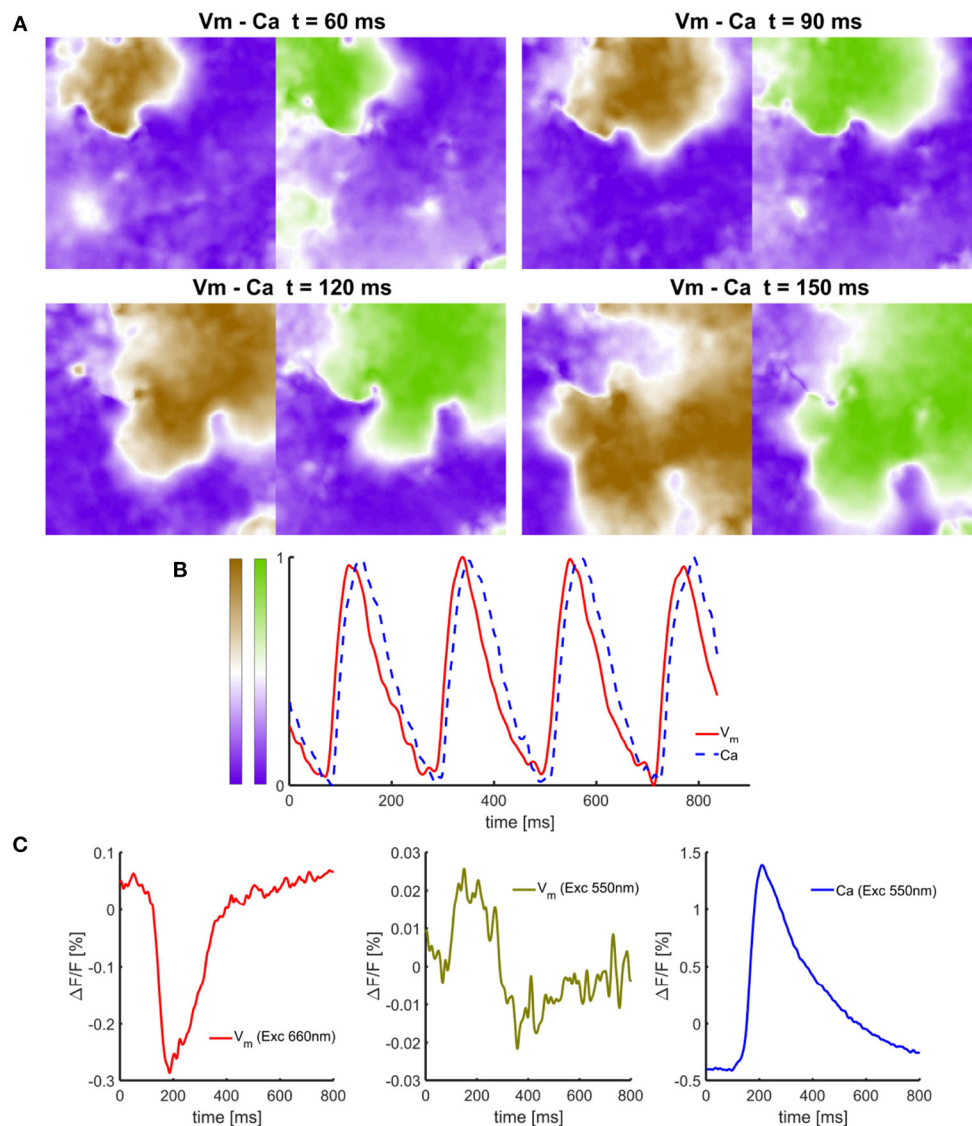 A
Vm - Ca t = 60 ms
Vm - Ca t = 90 ms
Vm - Ca t = 120 ms
Vm - Ca t = 150 ms
B
1
0
0 200 400 600 800
time [ms]
Vm
Ca
C
0.1
0
-0.1
-0.2
-0.3
ΔF/F [%]
0 200 400 600 800
time [ms]
Vm (Exc 660nm)
0.03
0.02
0.01
0
-0.01
-0.02
-0.03
ΔF/F [%]
0 200 400 600 800
time [ms]
Vm (Exc 550nm)
1.5
1.5
0
-0.5
ΔF/F [%]
0 200 400 600 800
time [ms]
Ca (Exc 550nm)